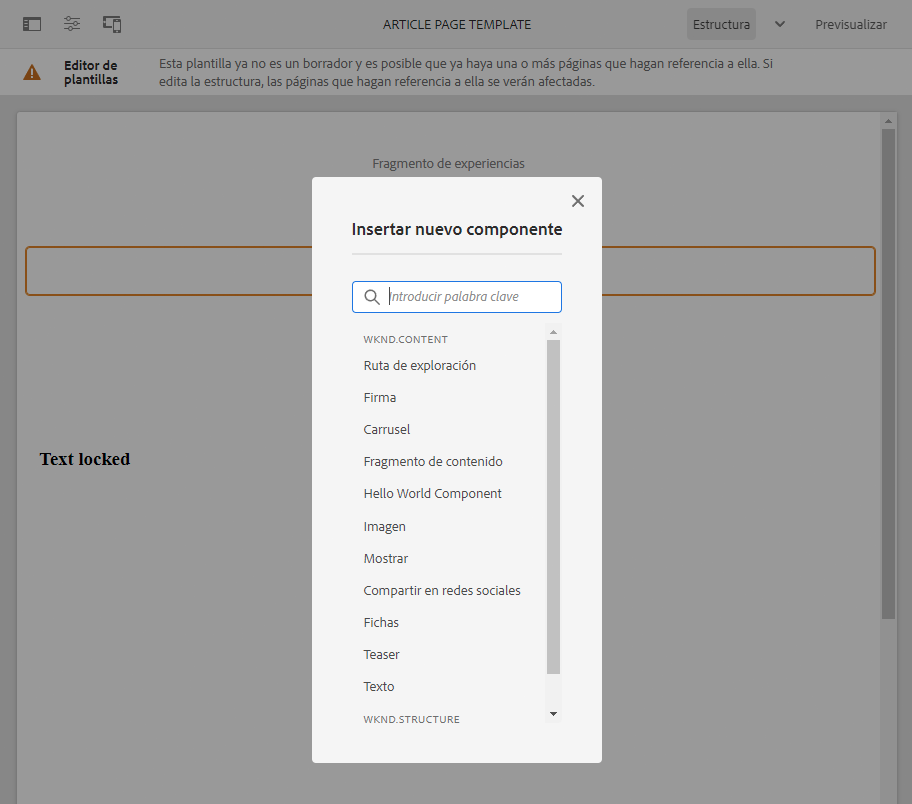 ARTICLE PAGE TEMPLATE
Estructura
Previsualizar
Editor de
plantillas
Esta plantilla ya no es un borrador y es posible que ya haya una o más páginas que hagan referencia a ella. Si
edita la estructura, las páginas que hagan referencia a ella se verán afectadas.
Fragmento de experiencias
Insertar nuevo componente
Introducir palabra clave
WKND.CONTENT
Ruta de exploración
Firma
Carrusel
Text locked
Fragmento de contenido
Hello World Component
Imagen
Mostrar
Compartir en redes sociales
Fichas
Teaser
Texto
WKND.STRUCTURE